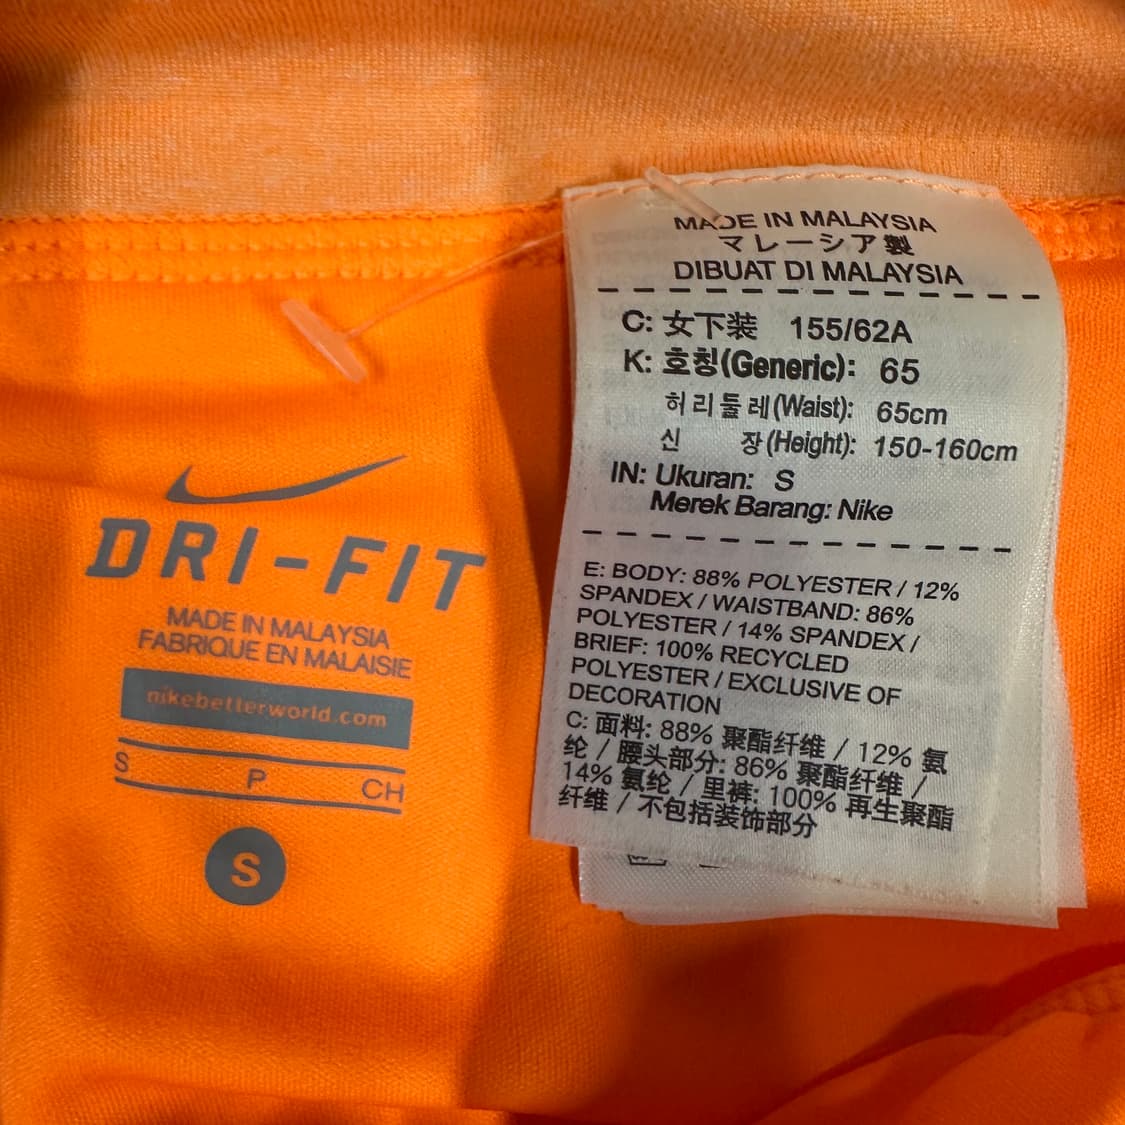 DRI-FIT
MADE IN MALAYSIA
FABRIQUE EN MALAISIE
nikebetterworld.com
S P CH
S
MADE IN MALAYSIA
マレーシア製
DIBUAT DI MALAYSIA
C: 女下装 155/62A
K: 호칭(Generic): 65
허리둘레(Waist): 65cm
신 장(Height): 150-160cm
IN: Ukuran: S
Merek Barang: Nike
E: BODY: 88% POLYESTER / 12%
SPANDEX / WAISTBAND: 86%
POLYESTER / 14% SPANDEX /
BRIEF: 100% RECYCLED
POLYESTER / EXCLUSIVE OF
DECORATION
C: 面料: 88% 聚酯纤维 / 12% 氨
纶 / 腰头部分: 86% 聚酯纤维 /
14% 氨纶 / 里裤: 100% 再生聚酯
纤维 / 不包括装饰部分